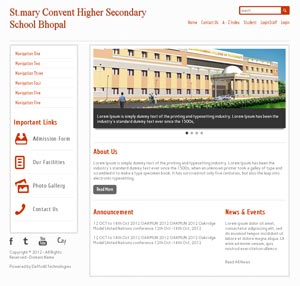 St.mary Convent Higher Secondary
School Bhopal
search
Home Contact Us A - Z Index Student Login/Staff Login
Navigation One
Navigation Two
Navigation Three
Navigation Four
Navigation Five
Navigation Five
Important Links
Admission-Form
Our Facilities
Photo Gallery
Contact Us
Copyright © 2012 - All Rights
Reserved - Domain Name
Powered by Daffodil Technologies
Lorem Ipsum is simply dummy text of the printing and typesetting industry. Lorem Ipsum has been the
industry's standard dummy text ever since the 1500s,
About Us
Lorem Ipsum is simply dummy text of the printing and typesetting industry. Lorem Ipsum has been the industry's
standard dummy text ever since the 1500s, when an unknown printer took a galley of type and
scrambled it to make a type specimen book. It has survived not only five centuries, but also the leap into
electronic typesetting,
Read More
Announcement
12 OCT to 14th Oct 2012 OAKMUN 2012 Oakridge
Model United Nations conference 12th Oct - 14th Oct, 2012
12 OCT to 14th Oct 2012 OAKMUN 2012 Oakridge
Model United Nations conference 12th Oct - 14th Oct, 2012
News & Events
Lorem ipsum dolor sit amet,
consectetur adipisicing elit, sed
do eiusmod tempor incididunt ut
labore et dolore magna aliqua. Ut
enim ad minim veniam, quis
nostrud exercitation ullamco
Read All News